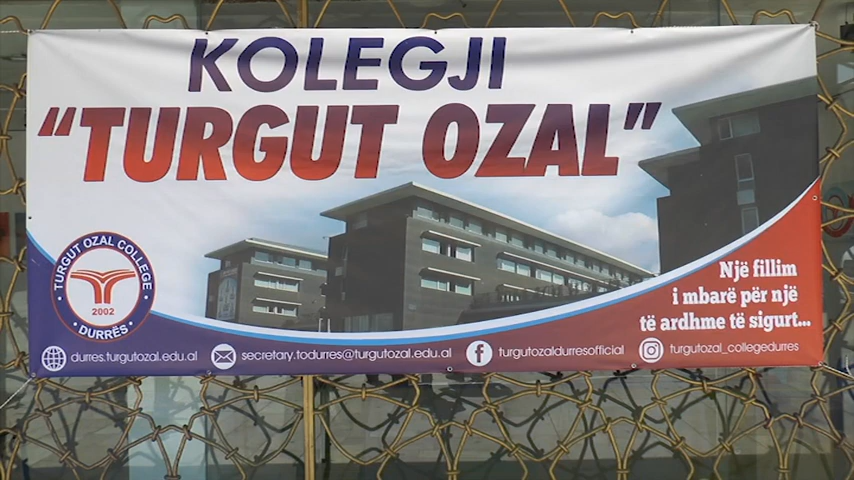 KOLEGJI
"TURGUT OZAL"
TURGUT OZAL COLLEGE
2002
• DURRËS •
Një fillim
i mbarë për një
të ardhme të sigurt...
durres.turgutozal.edu.al
secretary.todurres@turgutozal.edu.al
turgutozaldurresofficial
turgutozal_collegedurres